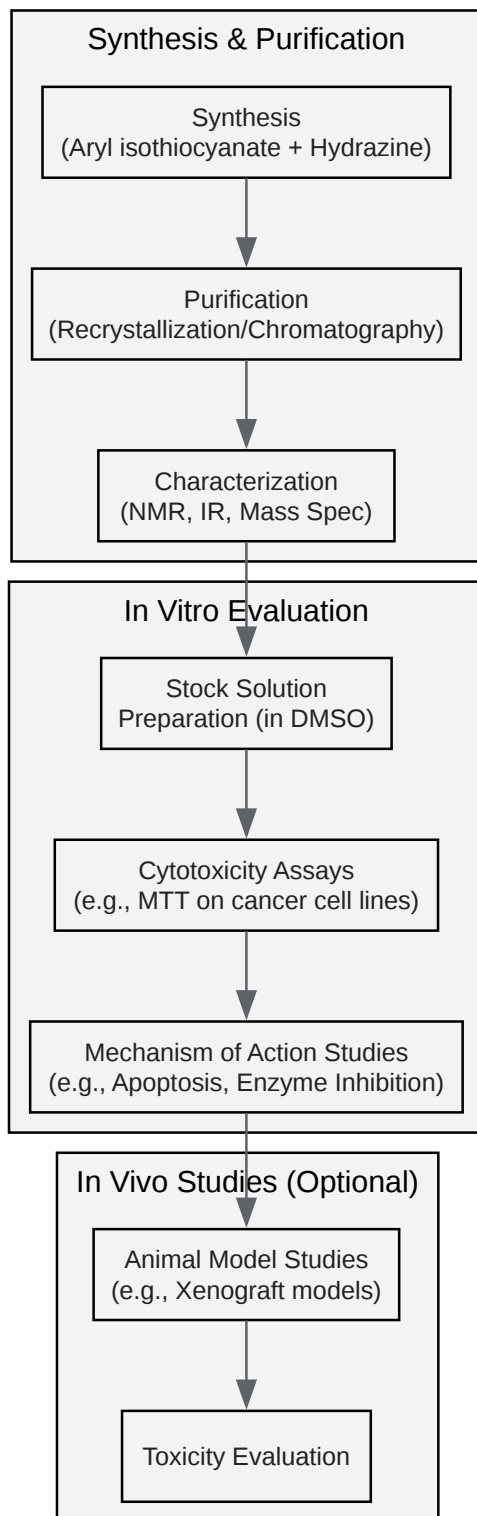 Synthesis & Purification
Synthesis
(Aryl isothiocyanate + Hydrazine)
Purification
(Recrystallization/Chromatography)
Characterization
(NMR, IR, Mass Spec)
In Vitro Evaluation
Stock Solution
Preparation (in DMSO)
Cytotoxicity Assays
(e.g., MTT on cancer cell lines)
Mechanism of Action Studies
(e.g., Apoptosis, Enzyme Inhibition)
In Vivo Studies (Optional)
Animal Model Studies
(e.g., Xenograft models)
Toxicity Evaluation